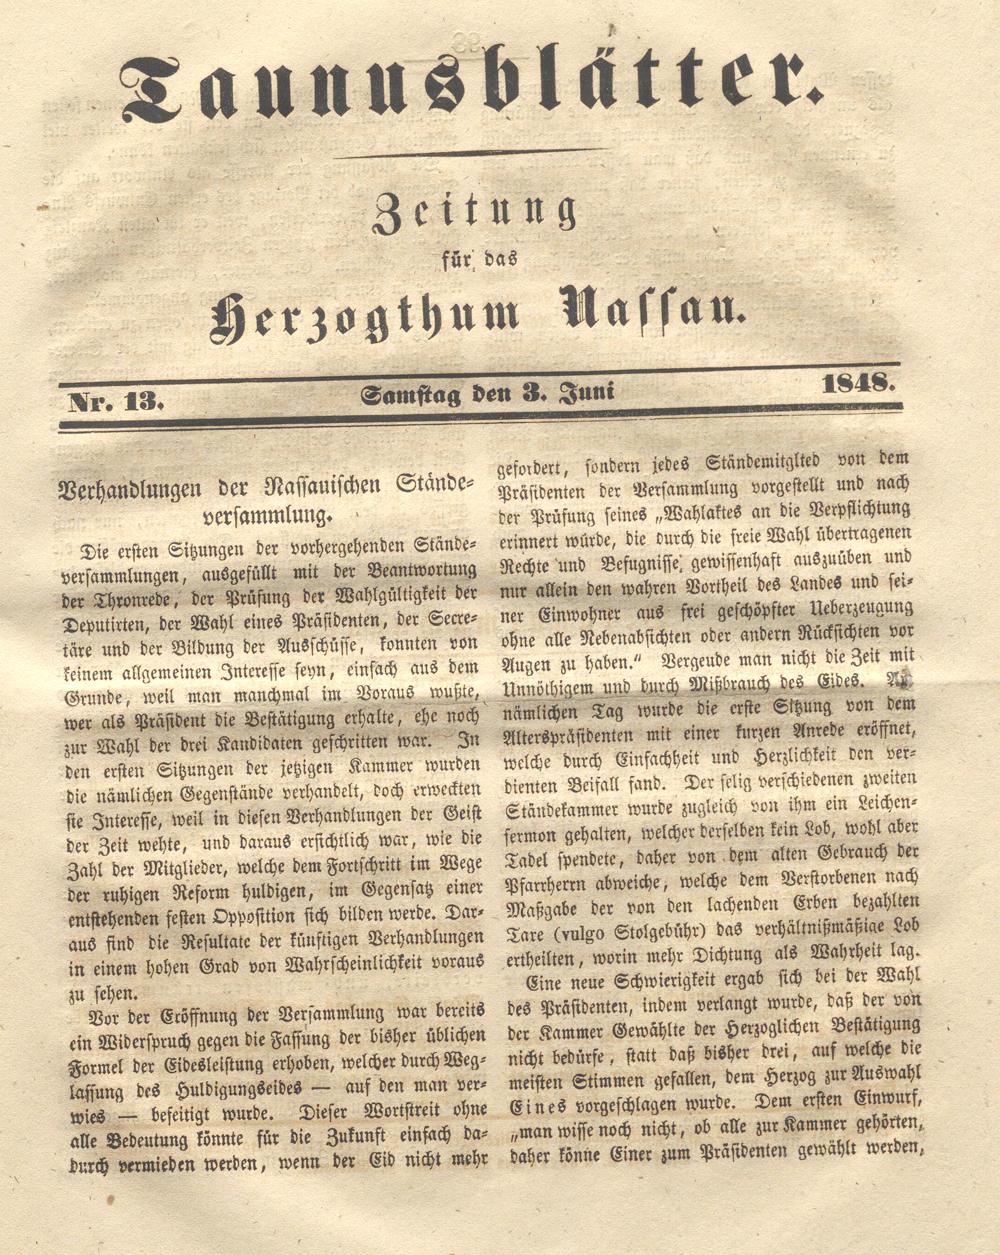 Taunusblätter.
Zeitung
für das
Herzogthum Nassau.
Nr. 13. Samstag den 3. Juni 1848.
Verhandlungen der Nassauischen Stände-
versammlung.
Die ersten Sitzungen der vorhergehenden Stände-
versammlungen, ausgefüllt mit der Beantwortung
der Thronrede, der Prüfung der Wahlgültigkeit der
Deputirten, der Wahl eines Präsidenten, der Secre-
täre und der Bildung der Ausschüsse, konnten von
keinem allgemeinen Interesse seyn, einfach aus dem
Grunde, weil man manchmal im Voraus wußte,
wer als Präsident die Bestätigung erhalte, ehe noch
zur Wahl der drei Kandidaten geschritten war. In
den ersten Sitzungen der jetzigen Kammer wurden
die nämlichen Gegenstände verhandelt, doch erweckten
sie Interesse, weil in diesen Verhandlungen der Geist
der Zeit wehte, und daraus ersichtlich war, wie die
Zahl der Mitglieder, welche dem Fortschritt im Wege
der ruhigen Reform huldigen, im Gegensatz einer
entstehenden festen Opposition sich bilden werde. Dar-
aus sind die Resultate der künftigen Verhandlungen
in einem hohen Grad von Wahrscheinlichkeit voraus
zu sehen.
Vor der Eröffnung der Versammlung war bereits
ein Widerspruch gegen die Fassung der bisher üblichen
Formel der Eidesleistung erhoben, welcher durch Weg-
lassung des Huldigungseides — auf den man ver-
wies — beseitigt wurde. Dieser Wortstreit ohne
alle Bedeutung könnte für die Zukunft einfach da-
durch vermieden werden, wenn der Eid nicht mehr
gefordert, sondern jedes Ständemitglted von dem
Präsidenten der Versammlung vorgestellt und nach
der Prüfung seines „Wahlaktes an die Verpflichtung
erinnert würde, die durch die freie Wahl übertragenen
Rechte und Befugnisse, gewissenhaft auszuüben und
nur allein den wahren Vortheil des Landes und sei-
ner Einwohner aus frei geschöpfter Ueberzeugung
ohne alle Nebenabsichten oder andern Rücksichten vor
Augen zu haben.“ Vergeude man nicht die Zeit mit
Unnöthigem und durch Mißbrauch des Eides.
nämlichen Tag wurde die erste Sitzung von dem
Alterspräsidenten mit einer kurzen Anrede eröffnet,
welche durch Einfachheit und Herzlichkeit den ver-
dienten Beifall fand. Der selig verschiedenen zweiten
Ständekammer wurde zugleich von ihm ein Leichen-
sermon gehalten, welcher derselben kein Lob, wohl aber
Tadel spendete, daher von dem alten Gebrauch der
Pfarrherrn abweiche, welche dem Verstorbenen nach
Maßgabe der von den lachenden Erben bezahlten
Taxe (vulgo Stolgebühr) das verhältnißmäßige Lob
ertheilten, worin mehr Dichtung als Wahrheit lag.
Eine neue Schwierigkeit ergab sich bei der Wahl
des Präsidenten, indem verlangt wurde, daß der von
der Kammer Gewählte der Herzoglichen Bestätigung
nicht bedürfe, statt daß bisher drei, auf welche die
meisten Stimmen gefallen, dem Herzog zur Auswahl
Eines vorgeschlagen wurde. Dem ersten Einwurf,
„man wisse noch nicht, ob alle zur Kammer gehörten,
daher könne Einer zum Präsidenten gewählt werden,